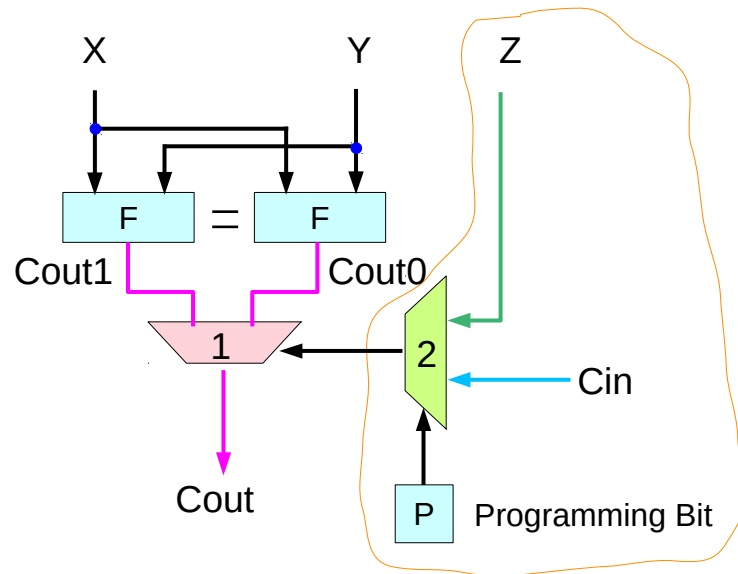 X
Y
Z
F
=
F
Cout1
Cout0
1
2
Cin
Cout
P
Programming Bit